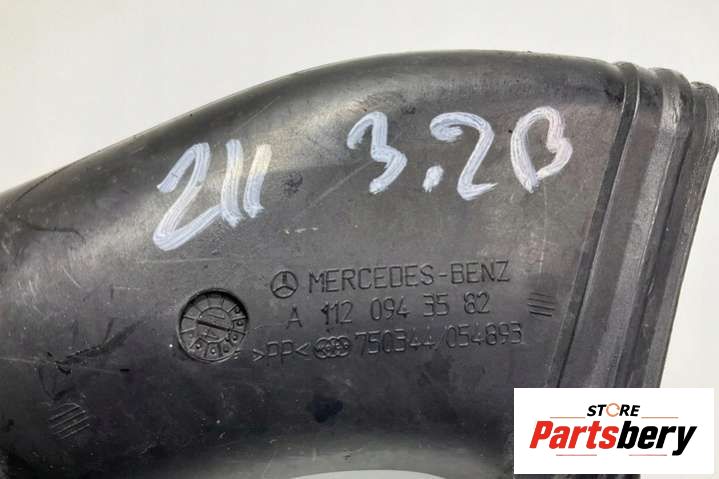 211 3.2B
MERCEDES-BENZ
A 112 094 35 82
>PP< 750344/054893
STORE
Partsbery